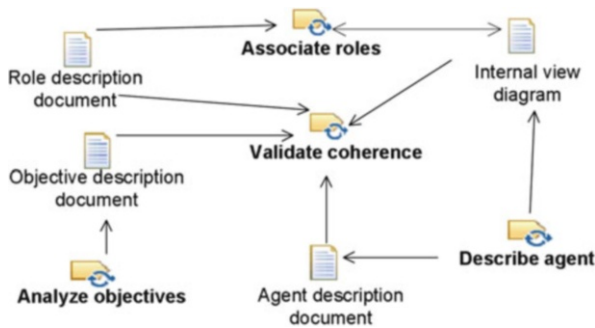 Associate roles
Role description
document
Internal view
diagram
Validate coherence
Objective description
document
Analyze objectives
Agent description
document
Describe agent